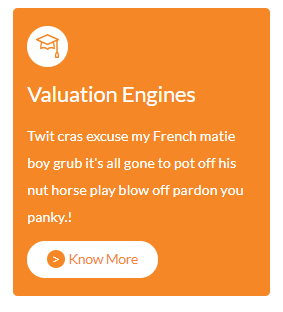 Valuation Engines
Twit cras excuse my French matie
boy grub it's all gone to pot off his
nut horse play blow off pardon you
panky.!
> Know More